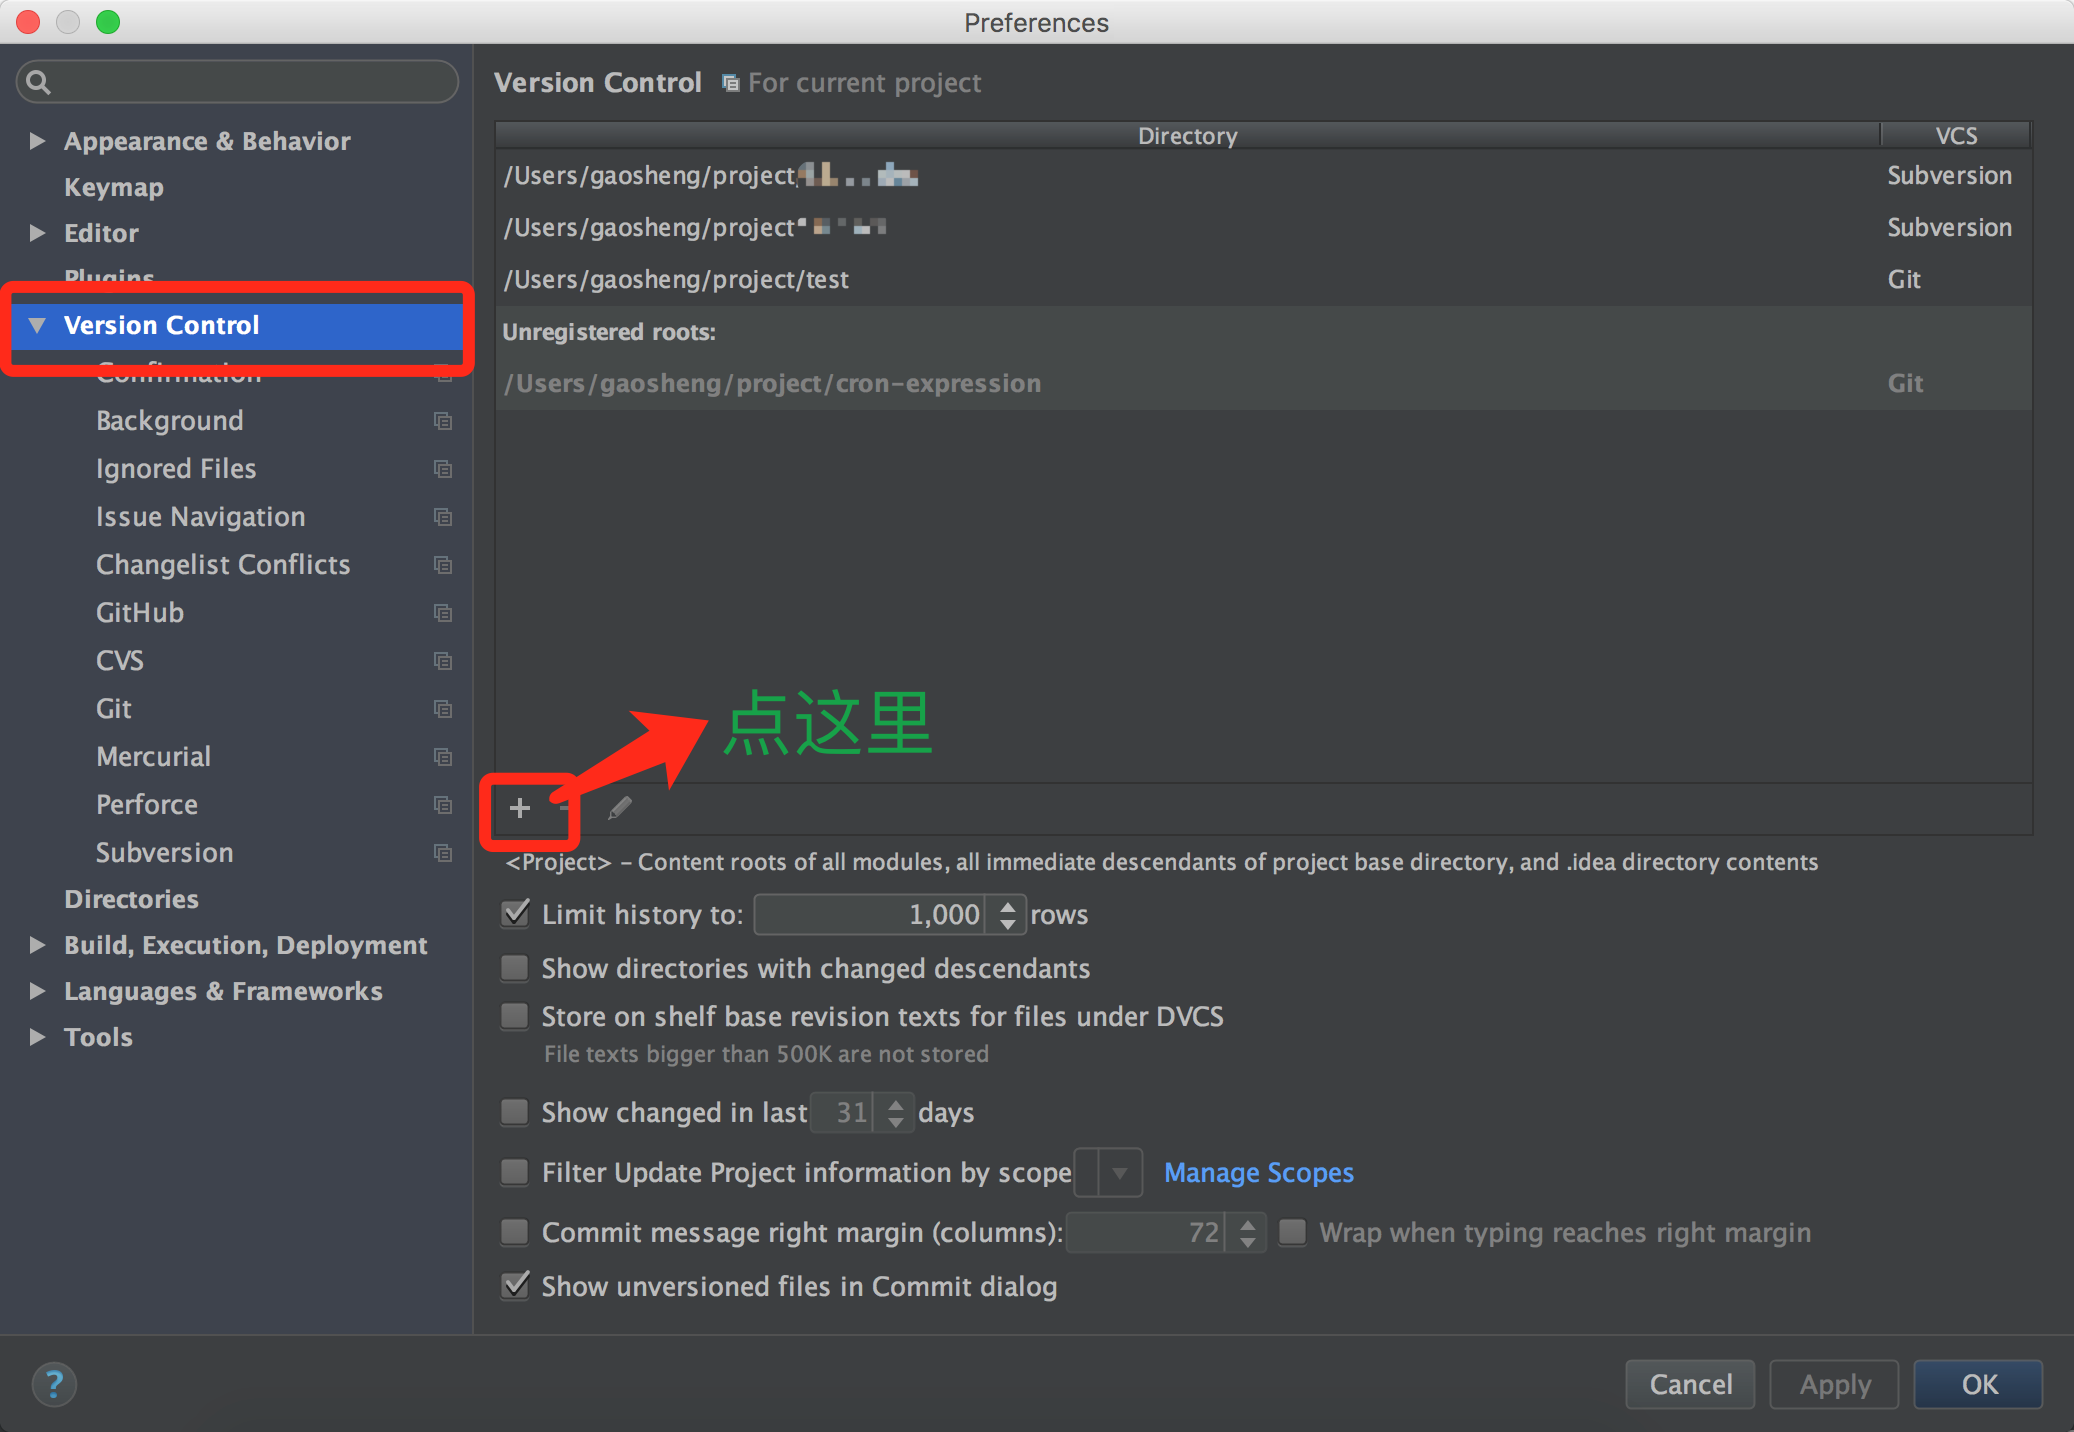 Preferences
Version Control For current project
Appearance & Behavior
Keymap
Editor
Plugins
Version Control
Confirmation
Background
Ignored Files
Issue Navigation
Changelist Conflicts
GitHub
CVS
Git
Mercurial
Perforce
Subversion
Directories
Build, Execution, Deployment
Languages & Frameworks
Tools
Directory VCS
/Users/gaosheng/project Subversion
/Users/gaosheng/project Subversion
/Users/gaosheng/project/test Git
Unregistered roots:
/Users/gaosheng/project/cron-expression Git
点这里
<Project> – Content roots of all modules, all immediate descendants of project base directory, and .idea directory contents
Limit history to: 1,000 rows
Show directories with changed descendants
Store on shelf base revision texts for files under DVCS
File texts bigger than 500K are not stored
Show changed in last 31 days
Filter Update Project information by scope Manage Scopes
Commit message right margin (columns): 72 Wrap when typing reaches right margin
Show unversioned files in Commit dialog
? Cancel Apply OK